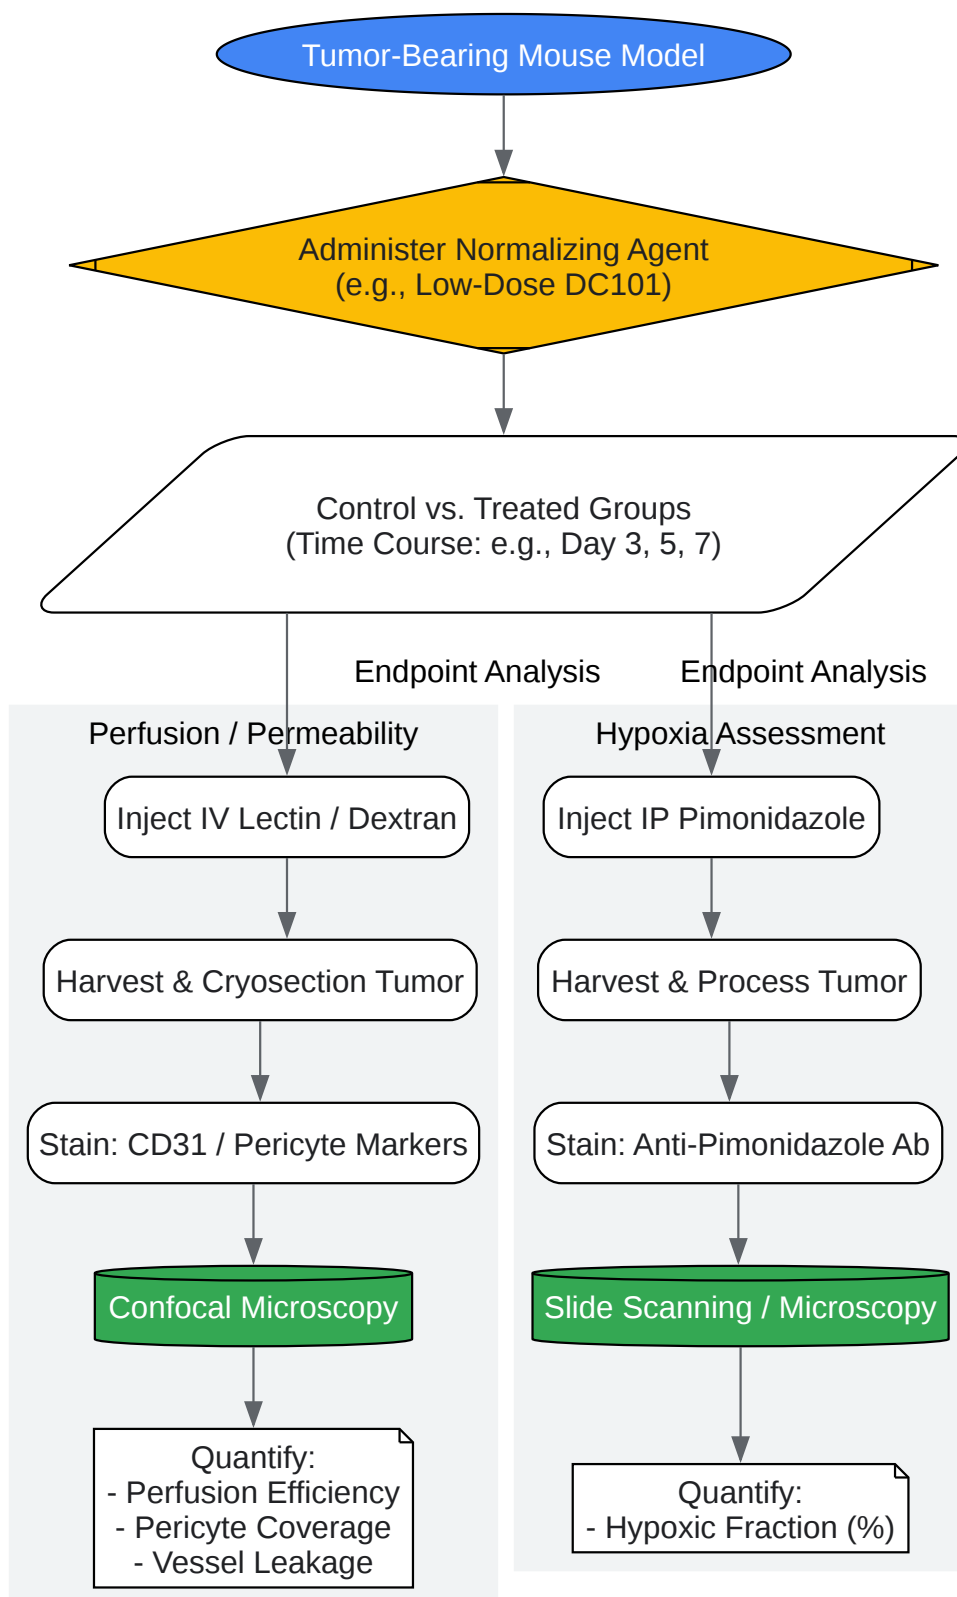 Tumor-Bearing Mouse Model
Administer Normalizing Agent
(e.g., Low-Dose DC101)
Control vs. Treated Groups
(Time Course: e.g., Day 3, 5, 7)
Endpoint Analysis
Endpoint Analysis
Perfusion / Permeability
Inject IV Lectin / Dextran
Harvest & Cryosection Tumor
Stain: CD31 / Pericyte Markers
Confocal Microscopy
Quantify:
- Perfusion Efficiency
- Pericyte Coverage
- Vessel Leakage
Hypoxia Assessment
Inject IP Pimonidazole
Harvest & Process Tumor
Stain: Anti-Pimonidazole Ab
Slide Scanning / Microscopy
Quantify:
- Hypoxic Fraction (%)